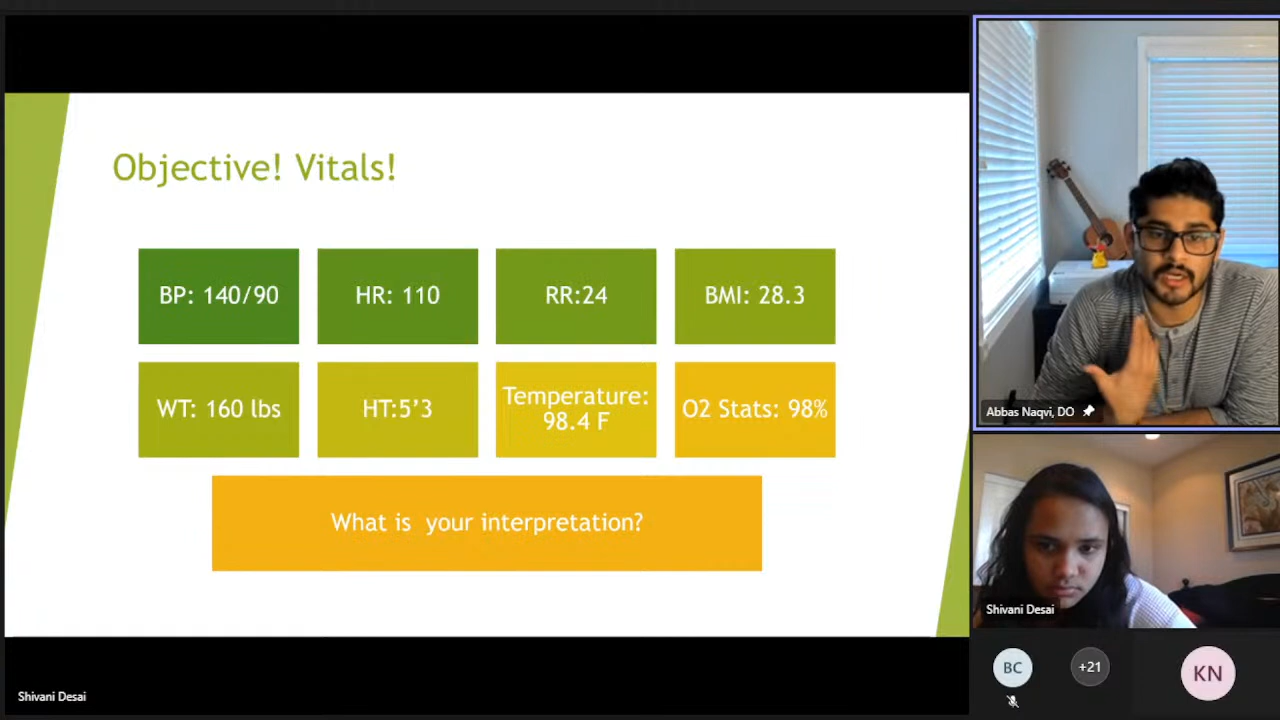 Objective! Vitals!
BP: 140/90
HR: 110
RR:24
BMI: 28.3
WT: 160 lbs
HT:5’3
Temperature:
98.4 F
O2 Stats: 98%
What is  your interpretation?
Abbas Naqvi, DO
Shivani Desai
BC
+21
KN
Shivani Desai